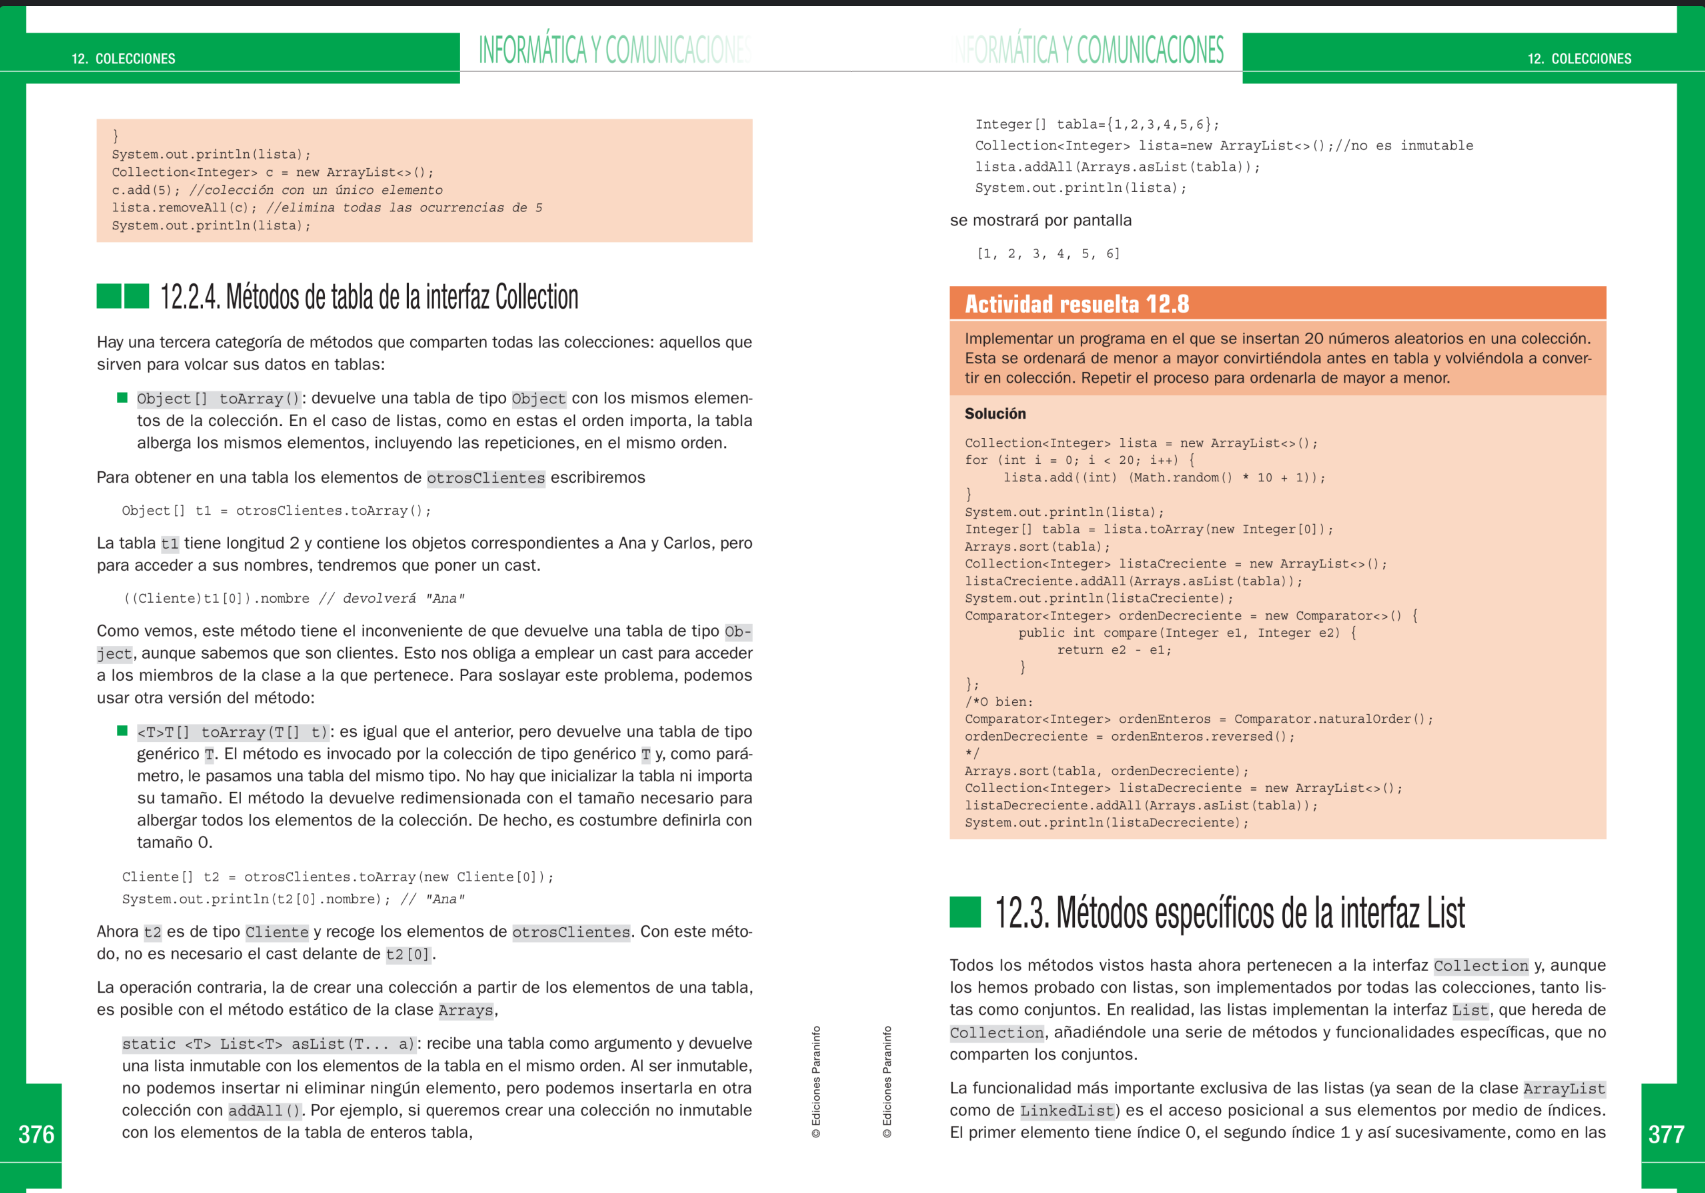 12. COLECCIONES
INFORMÁTICA Y COMUNICACIONES
}
System.out.println(lista);
Collection<Integer> c = new ArrayList<>();
c.add(5); //colección con un único elemento
lista.removeAll(c); //elimina todas las ocurrencias de 5
System.out.println(lista);
12.2.4. Métodos de tabla de la interfaz Collection
Hay una tercera categoría de métodos que comparten todas las colecciones: aquellos que
sirven para volcar sus datos en tablas:
Object[] toArray(): devuelve una tabla de tipo Object con los mismos elemen-
tos de la colección. En el caso de listas, como en estas el orden importa, la tabla
alberga los mismos elementos, incluyendo las repeticiones, en el mismo orden.
Para obtener en una tabla los elementos de otrosClientes escribiremos
Object[] t1 = otrosClientes.toArray();
La tabla t1 tiene longitud 2 y contiene los objetos correspondientes a Ana y Carlos, pero
para acceder a sus nombres, tendremos que poner un cast.
((Cliente)t1[0]).nombre // devolverá "Ana"
Como vemos, este método tiene el inconveniente de que devuelve una tabla de tipo Ob-
ject, aunque sabemos que son clientes. Esto nos obliga a emplear un cast para acceder
a los miembros de la clase a la que pertenece. Para soslayar este problema, podemos
usar otra versión del método:
<T>T[] toArray(T[] t): es igual que el anterior, pero devuelve una tabla de tipo
genérico T. El método es invocado por la colección de tipo genérico T y, como pará-
metro, le pasamos una tabla del mismo tipo. No hay que inicializar la tabla ni importa
su tamaño. El método la devuelve redimensionada con el tamaño necesario para
albergar todos los elementos de la colección. De hecho, es costumbre definirla con
tamaño 0.
Cliente[] t2 = otrosClientes.toArray(new Cliente[0]);
System.out.println(t2[0].nombre); // "Ana"
Ahora t2 es de tipo Cliente y recoge los elementos de otrosClientes. Con este méto-
do, no es necesario el cast delante de t2[0].
La operación contraria, la de crear una colección a partir de los elementos de una tabla,
es posible con el método estático de la clase Arrays,
static <T> List<T> asList(T... a): recibe una tabla como argumento y devuelve
una lista inmutable con los elementos de la tabla en el mismo orden. Al ser inmutable,
no podemos insertar ni eliminar ningún elemento, pero podemos insertarla en otra
colección con addAll(). Por ejemplo, si queremos crear una colección no inmutable
con los elementos de la tabla de enteros tabla,
376
© Ediciones Paraninfo
INFORMÁTICA Y COMUNICACIONES
12. COLECCIONES
Integer[] tabla={1,2,3,4,5,6};
Collection<Integer> lista=new ArrayList<>();//no es inmutable
lista.addAll(Arrays.asList(tabla));
System.out.println(lista);
se mostrará por pantalla
[1, 2, 3, 4, 5, 6]
Actividad resuelta 12.8
Implementar un programa en el que se insertan 20 números aleatorios en una colección.
Esta se ordenará de menor a mayor convirtiéndola antes en tabla y volviéndola a conver-
tir en colección. Repetir el proceso para ordenarla de mayor a menor.
Solución
Collection<Integer> lista = new ArrayList<>();
for (int i = 0; i < 20; i++) {
lista.add((int) (Math.random() * 10 + 1));
}
System.out.println(lista);
Integer[] tabla = lista.toArray(new Integer[0]);
Arrays.sort(tabla);
Collection<Integer> listaCreciente = new ArrayList<>();
listaCreciente.addAll(Arrays.asList(tabla));
System.out.println(listaCreciente);
Comparator<Integer> ordenDecreciente = new Comparator<>() {
public int compare(Integer e1, Integer e2) {
return e2 - e1;
}
};
/*O bien:
Comparator<Integer> ordenEnteros = Comparator.naturalOrder();
ordenDecreciente = ordenEnteros.reversed();
*/
Arrays.sort(tabla, ordenDecreciente);
Collection<Integer> listaDecreciente = new ArrayList<>();
listaDecreciente.addAll(Arrays.asList(tabla));
System.out.println(listaDecreciente);
12.3. Métodos específicos de la interfaz List
Todos los métodos vistos hasta ahora pertenecen a la interfaz Collection y, aunque
los hemos probado con listas, son implementados por todas las colecciones, tanto lis-
tas como conjuntos. En realidad, las listas implementan la interfaz List, que hereda de
Collection, añadiéndole una serie de métodos y funcionalidades específicas, que no
comparten los conjuntos.
La funcionalidad más importante exclusiva de las listas (ya sean de la clase ArrayList
como de LinkedList) es el acceso posicional a sus elementos por medio de índices.
El primer elemento tiene índice 0, el segundo índice 1 y así sucesivamente, como en las
© Ediciones Paraninfo
377